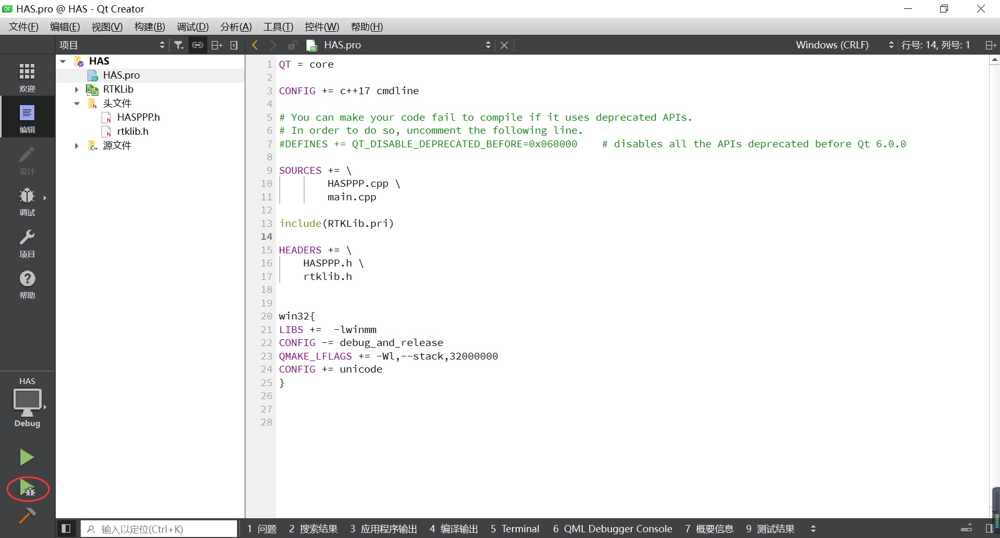 HAS.pro @ HAS - Qt Creator
文件(F) 编辑(E) 视图(V) 构建(B) 调试(D) 分析(A) 工具(T) 控件(W) 帮助(H)
项目
HAS.pro
Windows (CRLF)
行号: 14, 列号: 1
欢迎
编辑
设计
调试
项目
帮助
HAS
Debug
HAS
HAS.pro
RTKLib
头文件
HASPPP.h
rtklib.h
源文件
1 QT = core
2
3 CONFIG += c++17 cmdline
4
5 # You can make your code fail to compile if it uses deprecated APIs.
6 # In order to do so, uncomment the following line.
7 #DEFINES += QT_DISABLE_DEPRECATED_BEFORE=0x060000    # disables all the APIs deprecated before Qt 6.0.0
8
9 SOURCES += \
10         HASPPP.cpp \
11         main.cpp
12
13 include(RTKLib.pri)
14
15 HEADERS += \
16     HASPPP.h \
17     rtklib.h
18
19
20 win32{
21 LIBS +=  -lwinmm
22 CONFIG -= debug_and_release
23 QMAKE_LFLAGS += -Wl,--stack,32000000
24 CONFIG += unicode
25 }
26
27
28
输入以定位(Ctrl+K)
1 问题 2 搜索结果 3 应用程序输出 4 编译输出 5 Terminal 6 QML Debugger Console 7 概要信息 9 测试结果